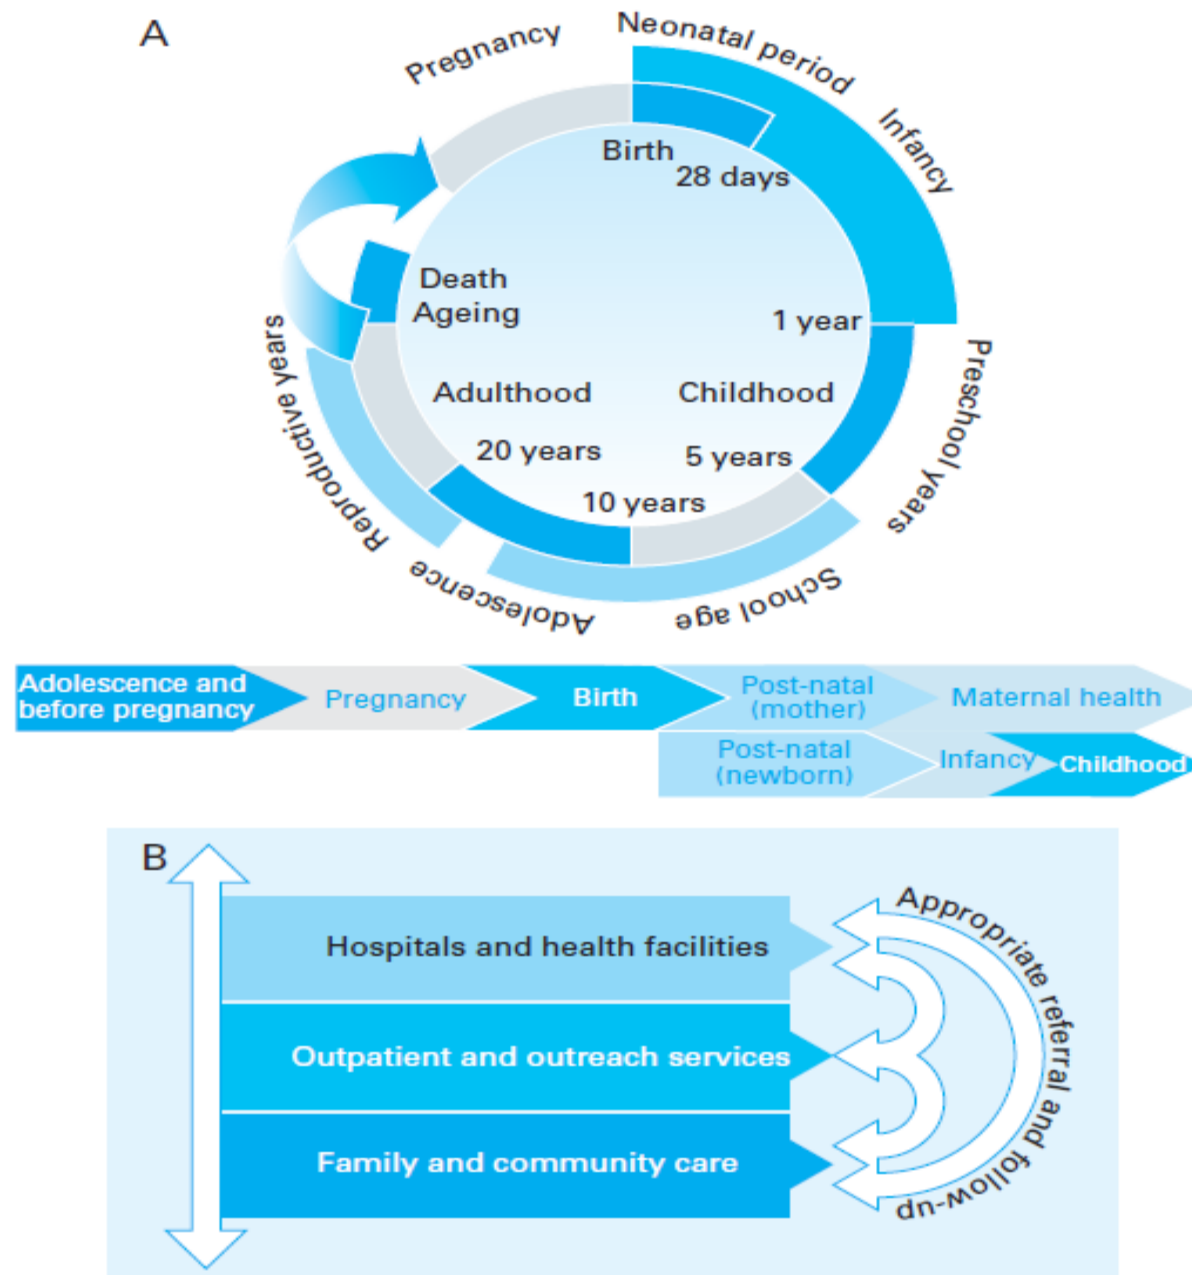 A
Pregnancy
Neonatal period
Infancy
Birth
28 days
Death
Ageing
1 year
Adulthood
Childhood
20 years
5 years
10 years
Preschool years
Reproductive years
Adolescence
School age
Adolescence and
before pregnancy
Pregnancy
Birth
Post-natal
(mother)
Maternal health
Post-natal
(newborn)
Infancy
Childhood
B
Hospitals and health facilities
Outpatient and outreach services
Family and community care
Appropriate referral and follow-up